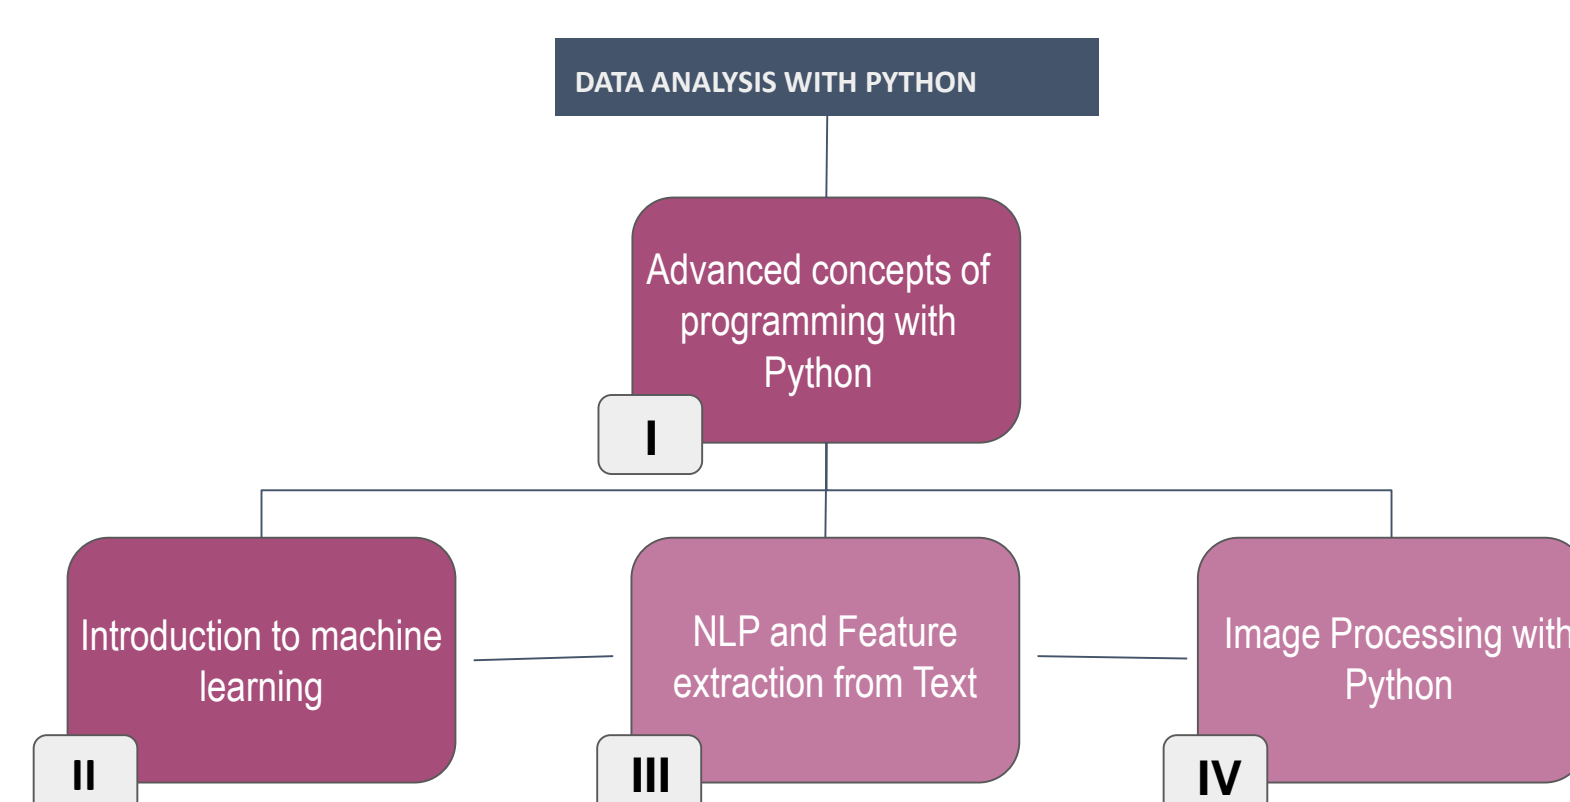 DATA ANALYSIS WITH PYTHON
Advanced concepts of
programming with
Python
I
Introduction to machine
learning
II
NLP and Feature
extraction from Text
III
Image Processing with
Python
IV